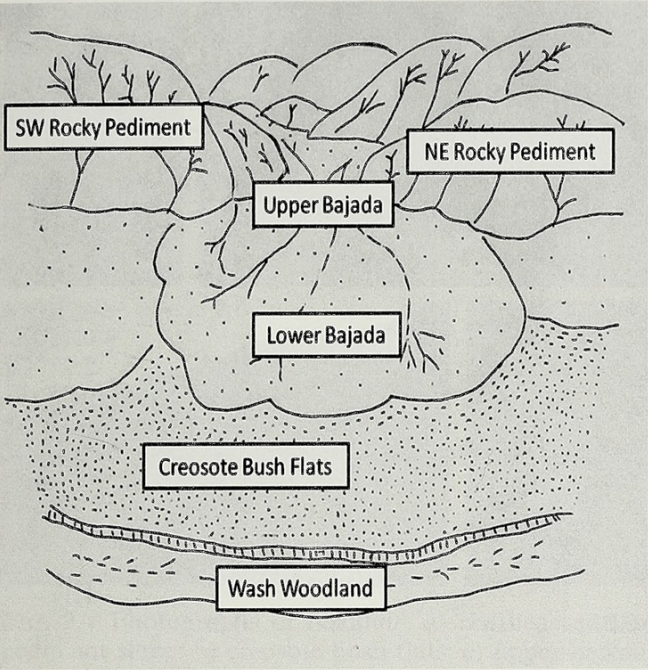 SW Rocky Pediment
NE Rocky Pediment
Upper Bajada
Lower Bajada
Creosote Bush Flats
Wash Woodland